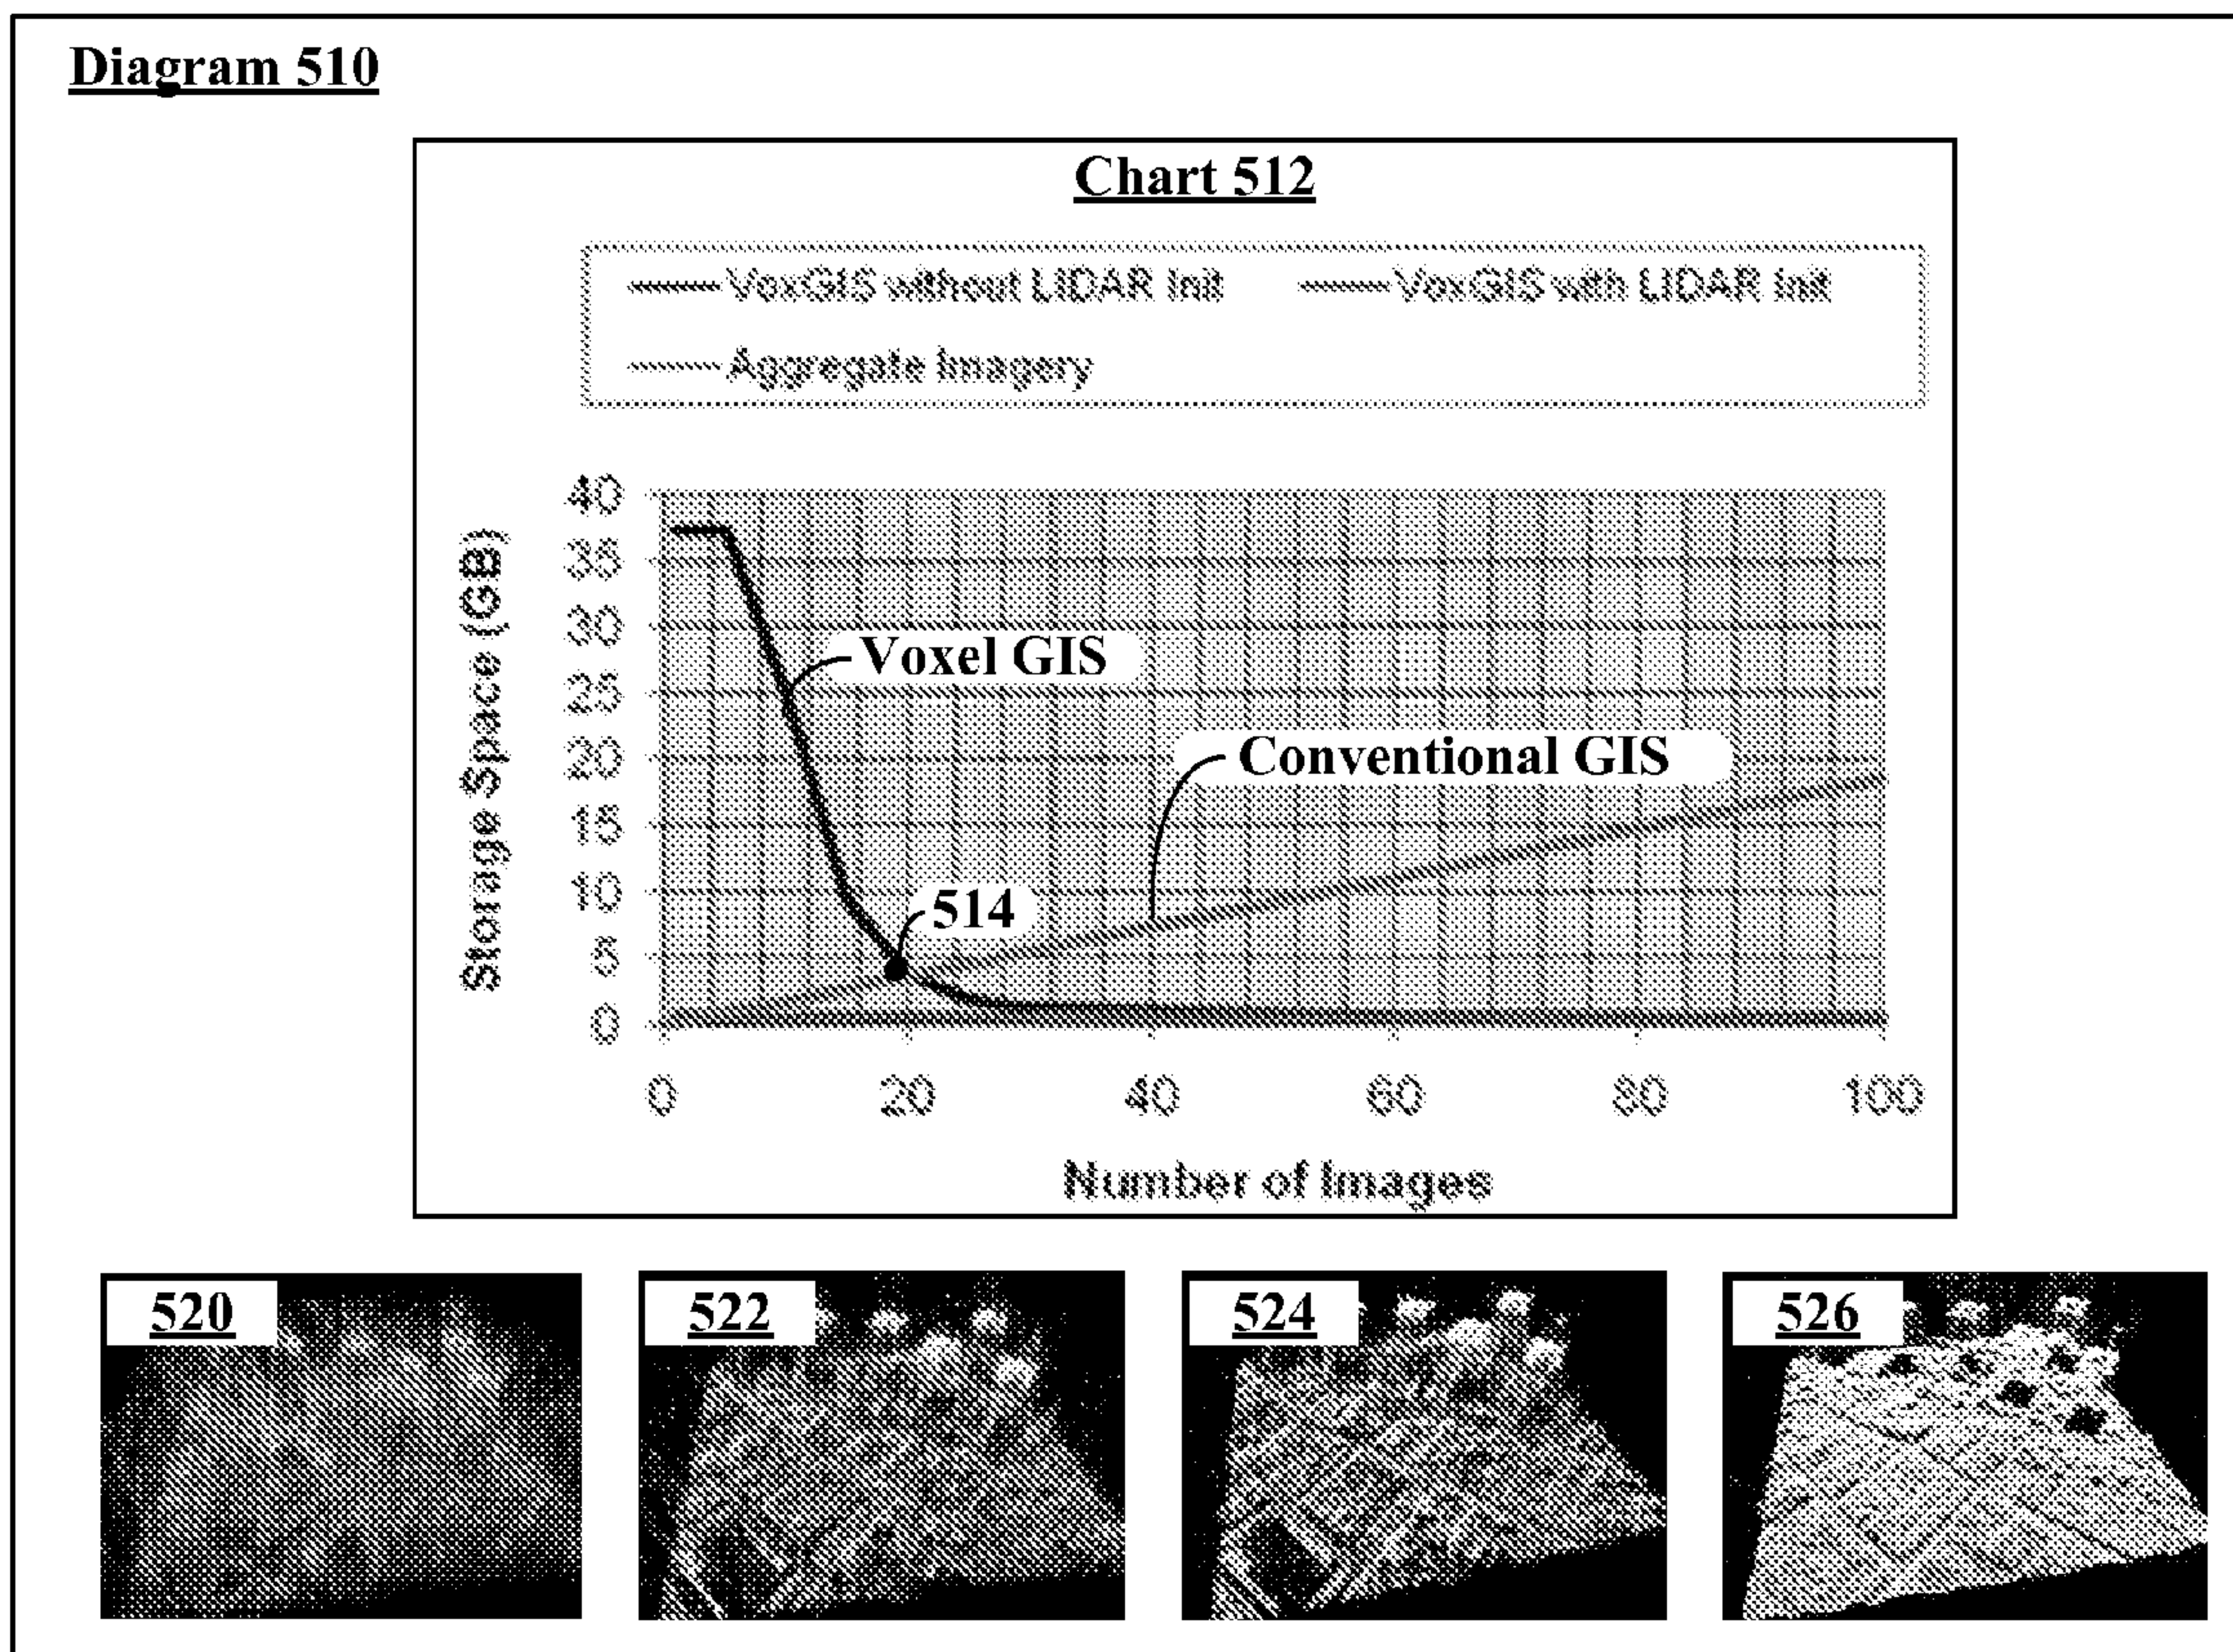 Diagram 510
Chart 512
VoxGIS without LIDAR Init
VoxGIS with LIDAR Init
Aggregate Imagery
Storage Space (GB)
40
35
30
25
20
15
10
5
0
Voxel GIS
Conventional GIS
514
0 20 40 60 80 100
Number of Images
520
522
524
526